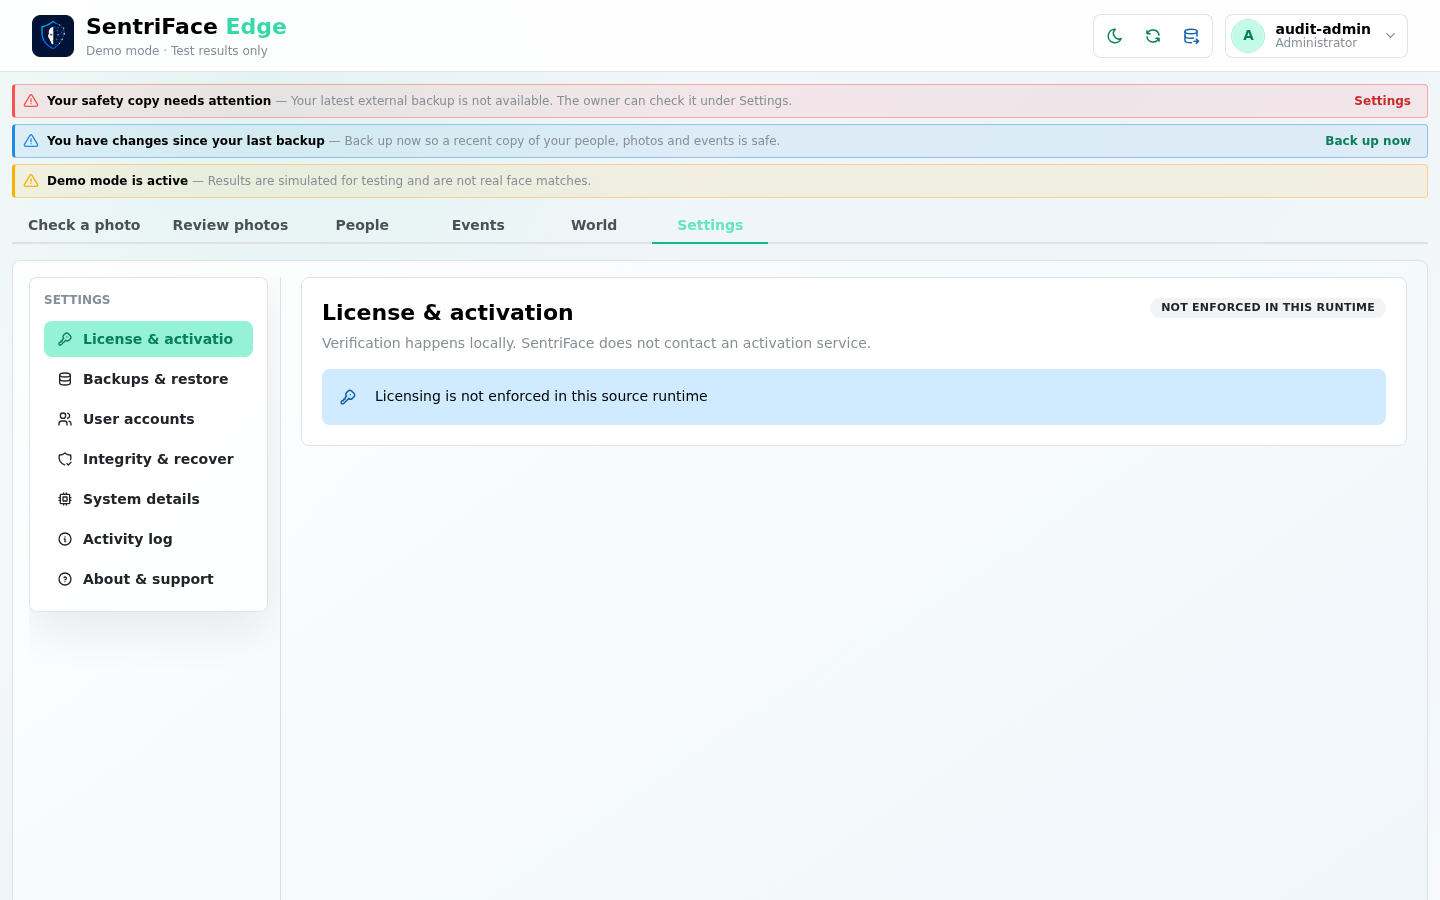 SentriFace Edge
Demo mode · Test results only
A
audit-admin
Administrator
Your safety copy needs attention — Your latest external backup is not available. The owner can check it under Settings.
Settings
You have changes since your last backup — Back up now so a recent copy of your people, photos and events is safe.
Back up now
Demo mode is active — Results are simulated for testing and are not real face matches.
Check a photo
Review photos
People
Events
World
Settings
SETTINGS
License & activatio
Backups & restore
User accounts
Integrity & recover
System details
Activity log
About & support
License & activation
NOT ENFORCED IN THIS RUNTIME
Verification happens locally. SentriFace does not contact an activation service.
Licensing is not enforced in this source runtime